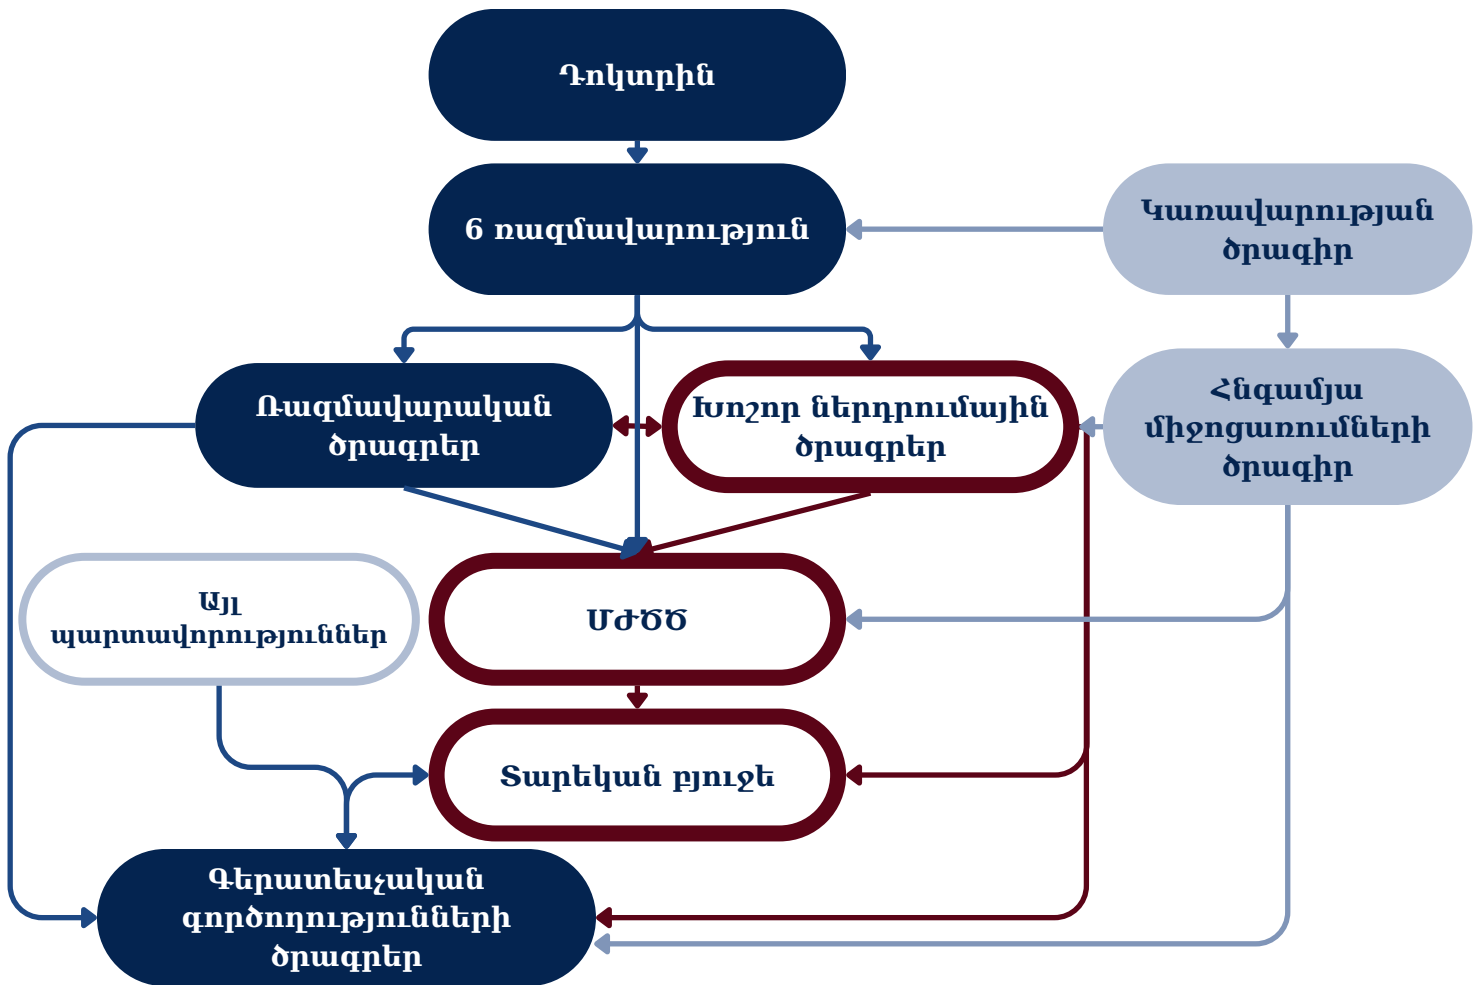 Դոկտրին
6 ռազմավարություն
Կառավարության
ծրագիր
Ռազմավարական
ծրագրեր
Խոշոր ներդրումային
ծրագրեր
Հնգամյա
միջոցառումների
ծրագիր
Այլ
պարտավորություններ
ՄԺԾԾ
Տարեկան բյուջե
Գերատեսչական
գործողությունների
ծրագրեր